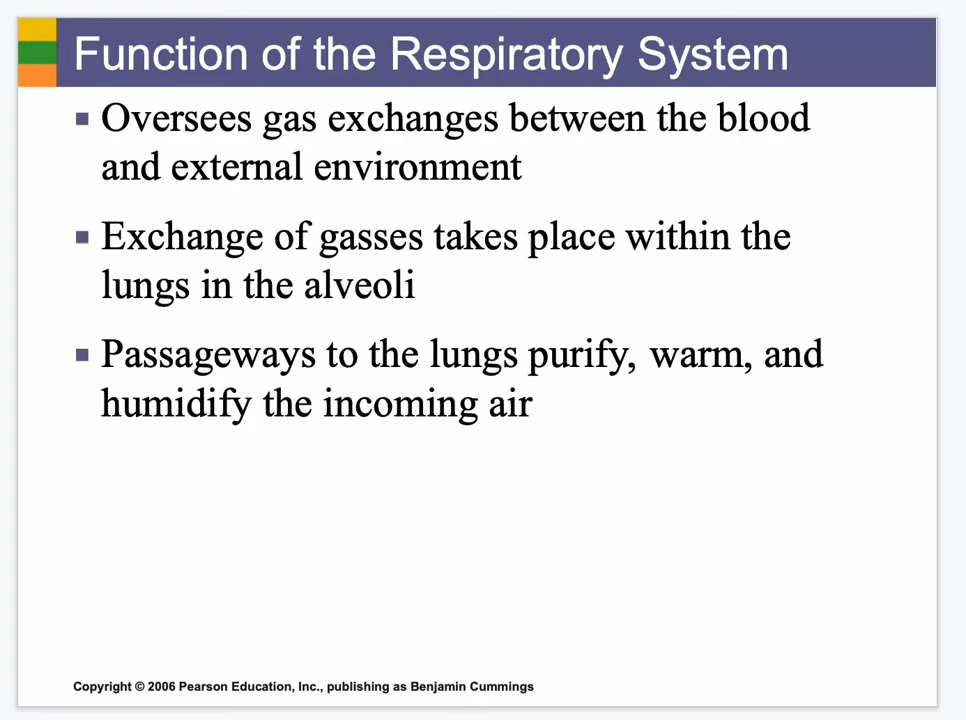 Function of the Respiratory System
Oversees gas exchanges between the blood
and external environment
Exchange of gasses takes place within the
lungs in the alveoli
Passageways to the lungs purify, warm, and
humidify the incoming air
Copyright © 2006 Pearson Education, Inc., publishing as Benjamin Cummings